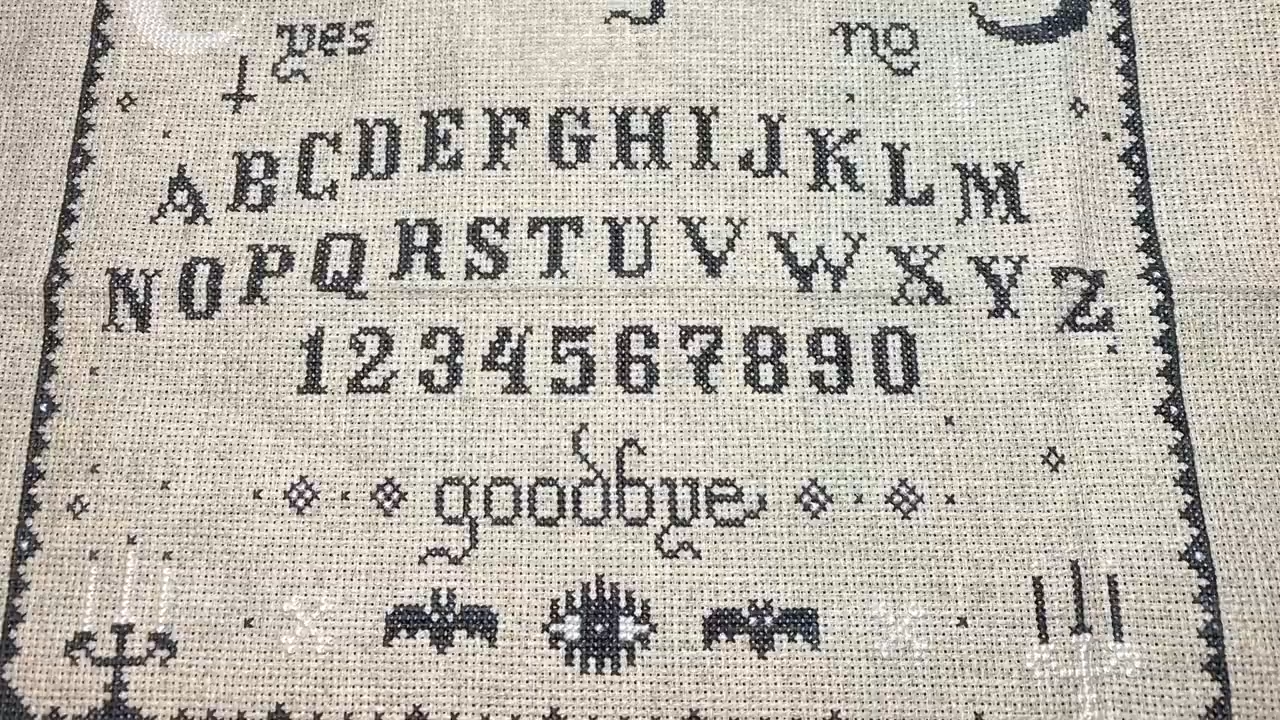 yes no
ABCDEFGHIJKLM
NOPQRSTUVWXYZ
1234567890
goodbye